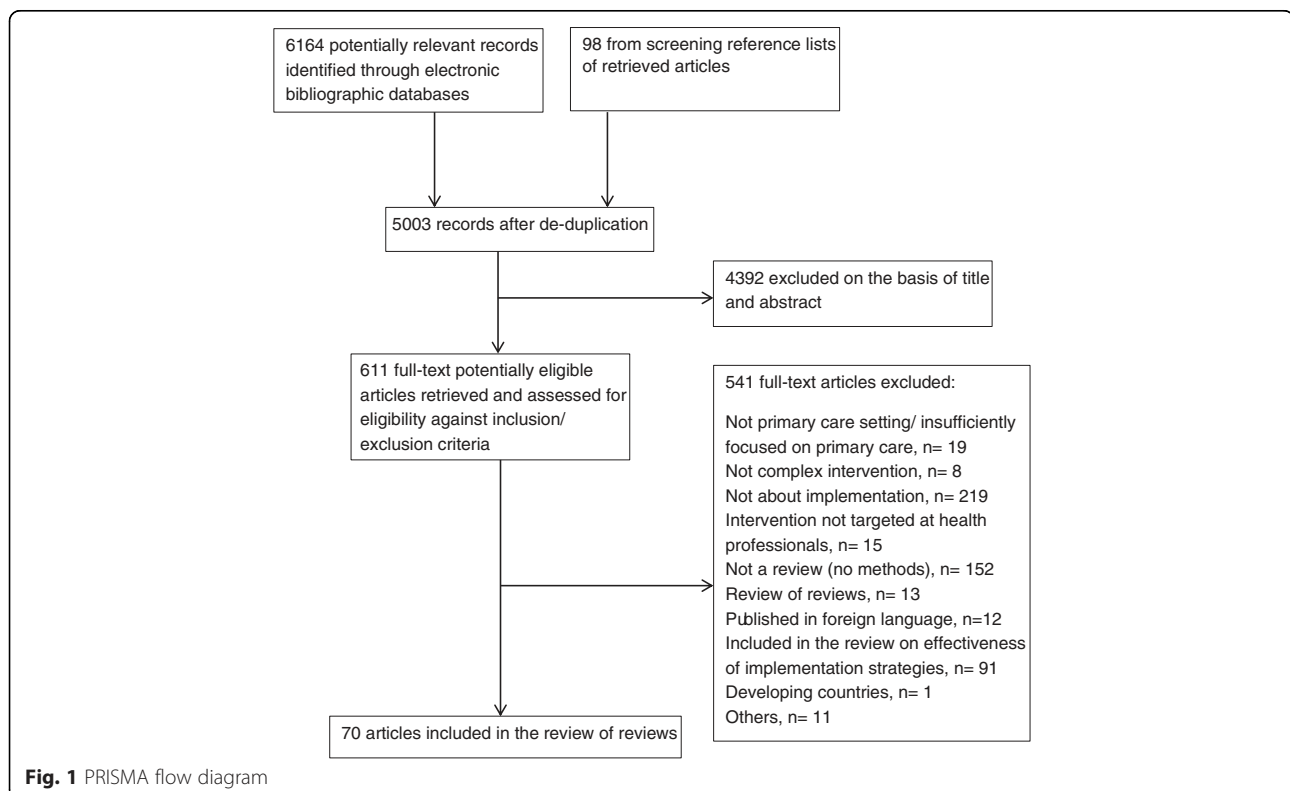 6164 potentially relevant records
identified through electronic
bibliographic databases
98 from screening reference lists
of retrieved articles
5003 records after de-duplication
4392 excluded on the basis of title
and abstract
611 full-text potentially eligible
articles retrieved and assessed for
eligibility against inclusion/
exclusion criteria
541 full-text articles excluded:
Not primary care setting/ insufficiently
focused on primary care, n= 19
Not complex intervention, n= 8
Not about implementation, n= 219
Intervention not targeted at health
professionals, n= 15
Not a review (no methods), n= 152
Review of reviews, n= 13
Published in foreign language, n=12
Included in the review on effectiveness
of implementation strategies, n= 91
Developing countries, n= 1
Others, n= 11
70 articles included in the review of reviews
Fig. 1 PRISMA flow diagram